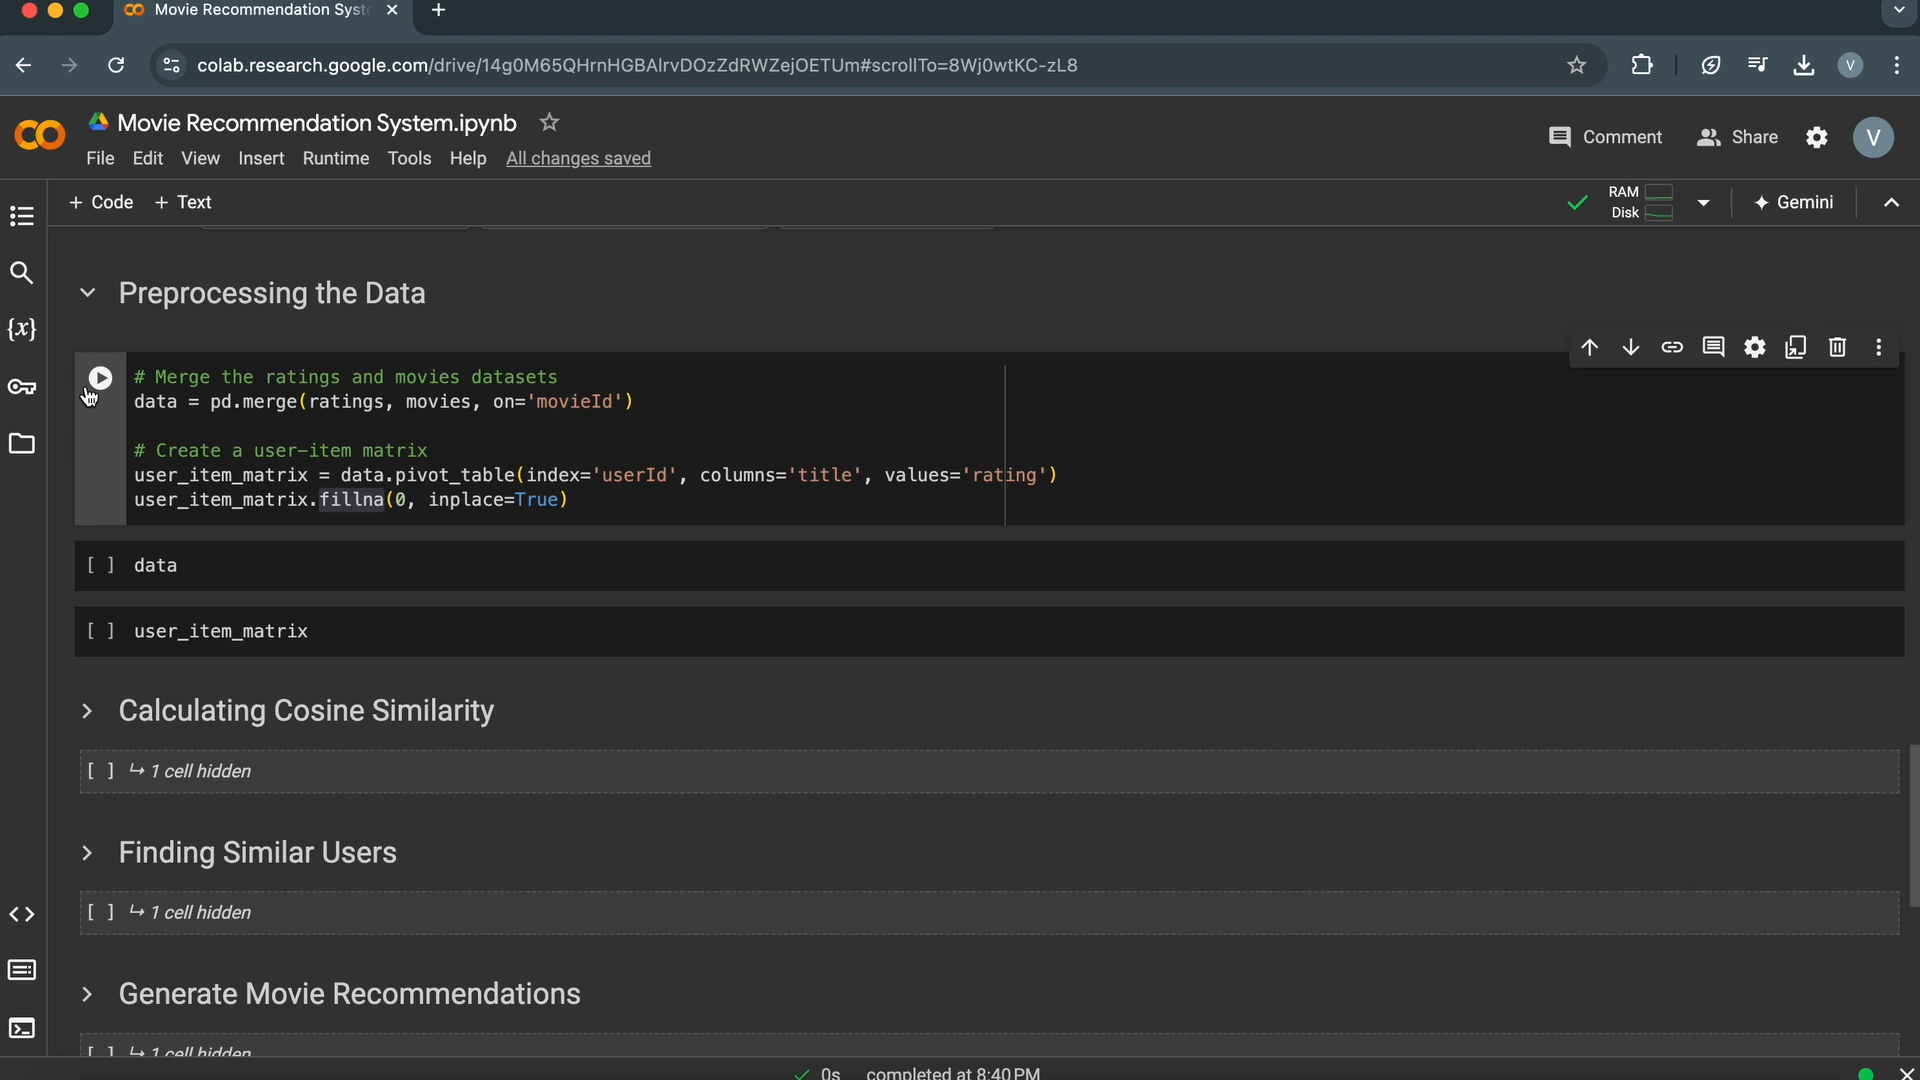 Movie Recommendation Syst
colab.research.google.com/drive/14g0M65QHrnHGBAIrvDOzZdRWZejOETUm#scrollTo=8Wj0wtKC-zL8
V
Movie Recommendation System.ipynb
Comment
Share
V
File Edit View Insert Runtime Tools Help All changes saved
+ Code + Text
RAM
Disk
Gemini
Preprocessing the Data
{x}
# Merge the ratings and movies datasets
data = pd.merge(ratings, movies, on='movieId')
# Create a user-item matrix
user_item_matrix = data.pivot_table(index='userId', columns='title', values='rating')
user_item_matrix.fillna(0, inplace=True)
[ ] data
[ ] user_item_matrix
Calculating Cosine Similarity
[ ] ↳ 1 cell hidden
Finding Similar Users
[ ] ↳ 1 cell hidden
Generate Movie Recommendations
[ ] ↳ 1 cell hidden
✓ 0s completed at 8:40 PM